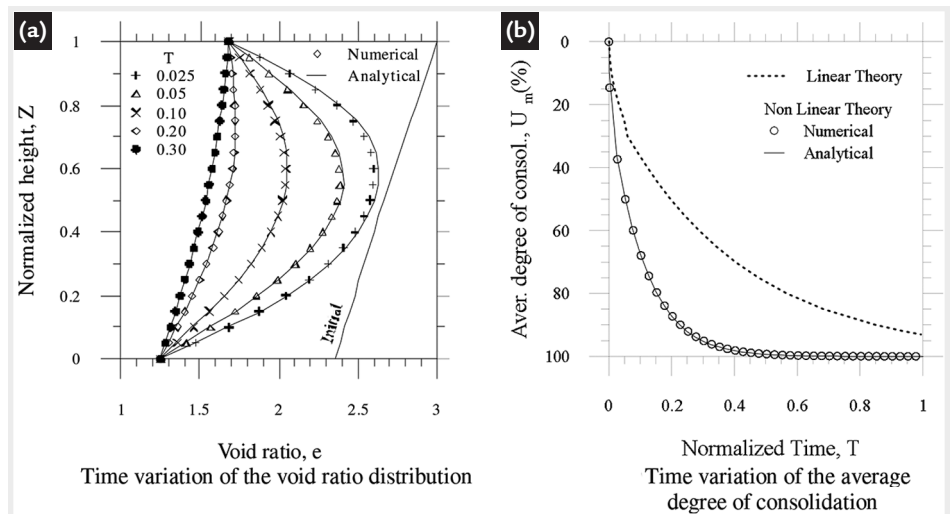 (a)
Normalized height, Z
1
0.8
0.6
0.4
0.2
0
T
0.025
0.05
0.10
0.20
0.30
Numerical
Analytical
Initial
1
1.5
2
2.5
3
Void ratio, e
Time variation of the void ratio distribution
(b)
Aver. degree of consol., U m(%)
0
20
40
60
80
100
Linear Theory
Non Linear Theory
Numerical
Analytical
0
0.2
0.4
0.6
0.8
1
Normalized Time, T
Time variation of the average
degree of consolidation